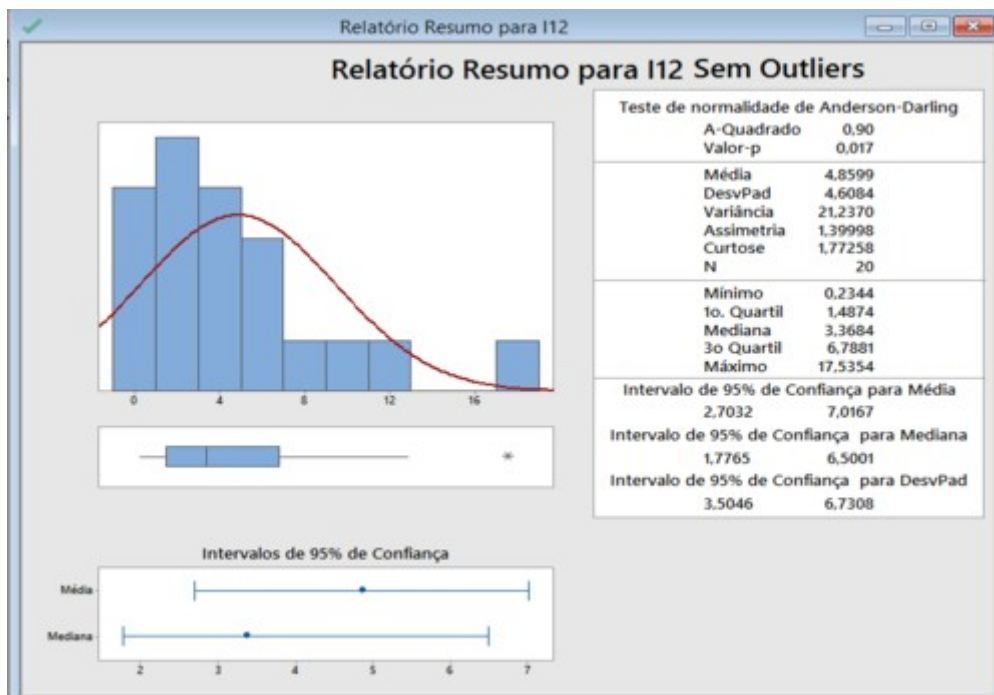 Relatório Resumo para I12
Relatório Resumo para I12 Sem Outliers
0 4 8 12 16
Intervalos de 95% de Confiança
Média
Mediana
2 3 4 5 6 7
Teste de normalidade de Anderson-Darling
A-Quadrado 0,90
Valor-p 0,017
Média 4,8599
DesvPad 4,6084
Variância 21,2370
Assimetria 1,39998
Curtose 1,77258
N 20
Mínimo 0,2344
1o. Quartil 1,4874
Mediana 3,3684
3o Quartil 6,7881
Máximo 17,5354
Intervalo de 95% de Confiança para Média
2,7032 7,0167
Intervalo de 95% de Confiança para Mediana
1,7765 6,5001
Intervalo de 95% de Confiança para DesvPad
3,5046 6,7308